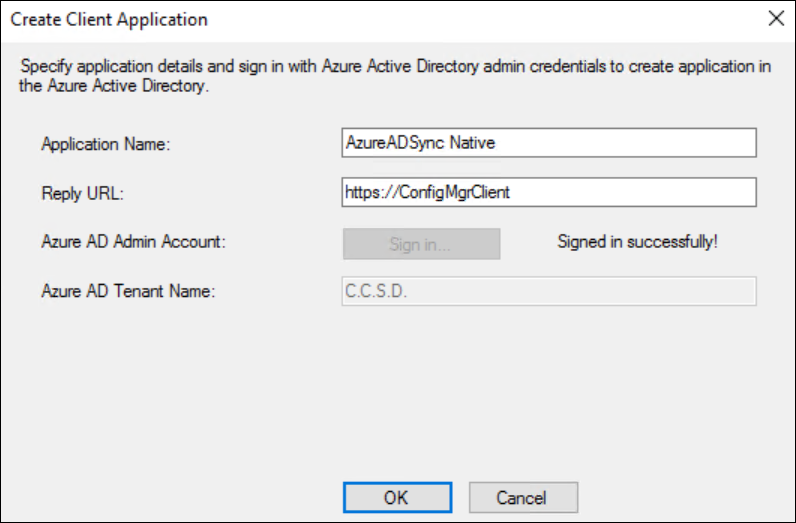 Create Client Application
Specify application details and sign in with Azure Active Directory admin credentials to create application in
the Azure Active Directory.
Application Name: AzureADSync Native
Reply URL: https://ConfigMgrClient
Azure AD Admin Account: Sign in... Signed in successfully!
Azure AD Tenant Name: C.C.S.D.
OK Cancel